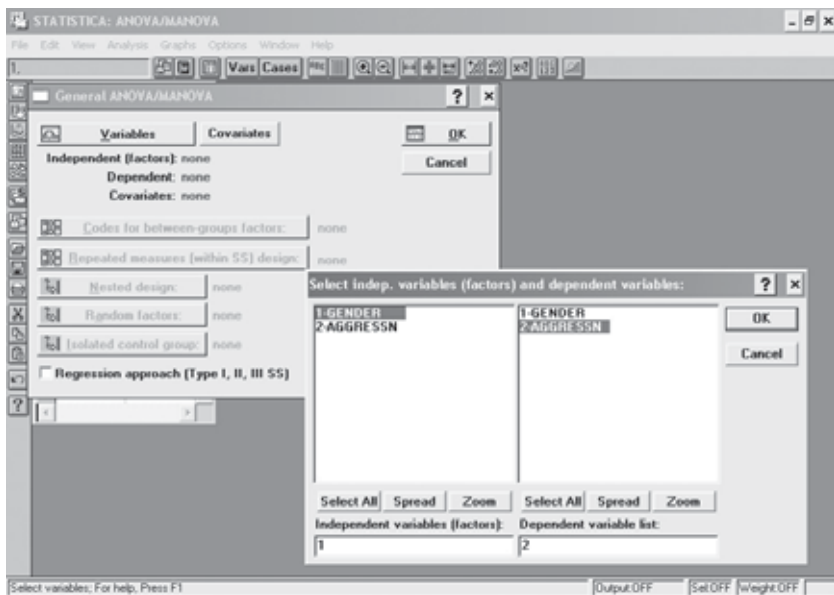 STATISTICA: ANOVA/MANOVA
File Edit View Analysis Graphs Options Window Help
1,
Vars Cases
General ANOVA/MANOVA
Variables Covariates OK
Independent (factors): none Cancel
Dependent: none
Covariates: none
Codes for between-groups factors: none
Repeated measures (within SS) design: none
Nested design: none
Random factors: none
Isolated control group: none
Regression approach (Type I, II, III SS)
Select indep. variables (factors) and dependent variables:
1-GENDER 1-GENDER OK
2-AGGRESSN 2-AGGRESSN
Cancel
Select All Spread Zoom Select All Spread Zoom
Independent variables (factors): Dependent variable list:
1 2
Select variables; For help, Press F1 Output:OFF Sel:OFF Weight:OFF